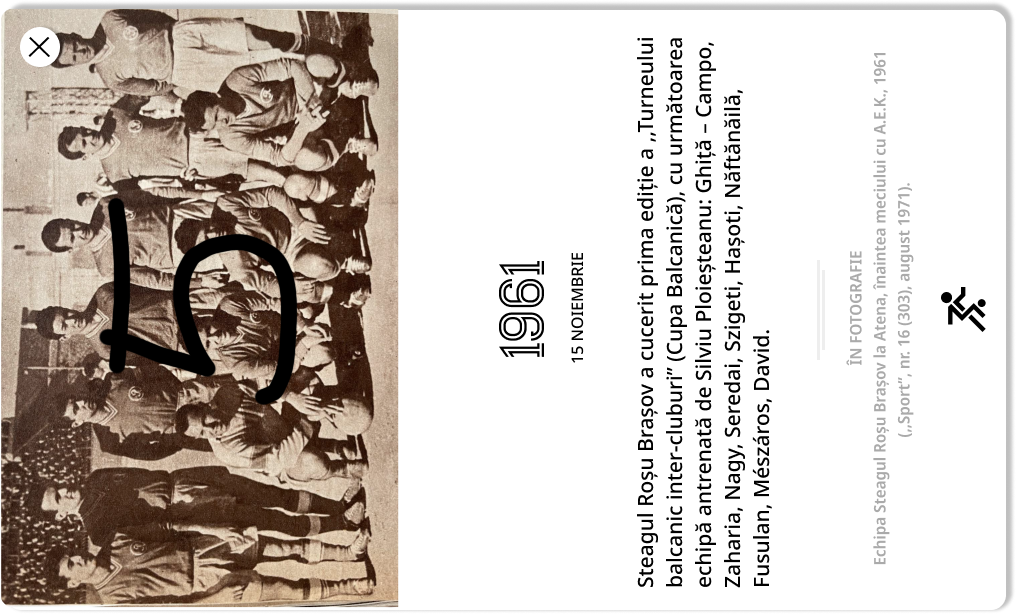 5
1961
15 NOIEMBRIE
Steagul Roșu Brașov a cucerit prima ediție a ,,Turneului
balcanic inter-cluburi” (Cupa Balcanică), cu următoarea
echipă antrenată de Silviu Ploieșteanu: Ghiță – Campo,
Zaharia, Nagy, Seredai, Szigeti, Hașoti, Năftănăilă,
Fusulan, Mészáros, David.
ÎN FOTOGRAFIE
Echipa Steagul Roșu Brașov la Atena, înaintea meciului cu A.E.K., 1961
(,,Sport”, nr. 16 (303), august 1971).